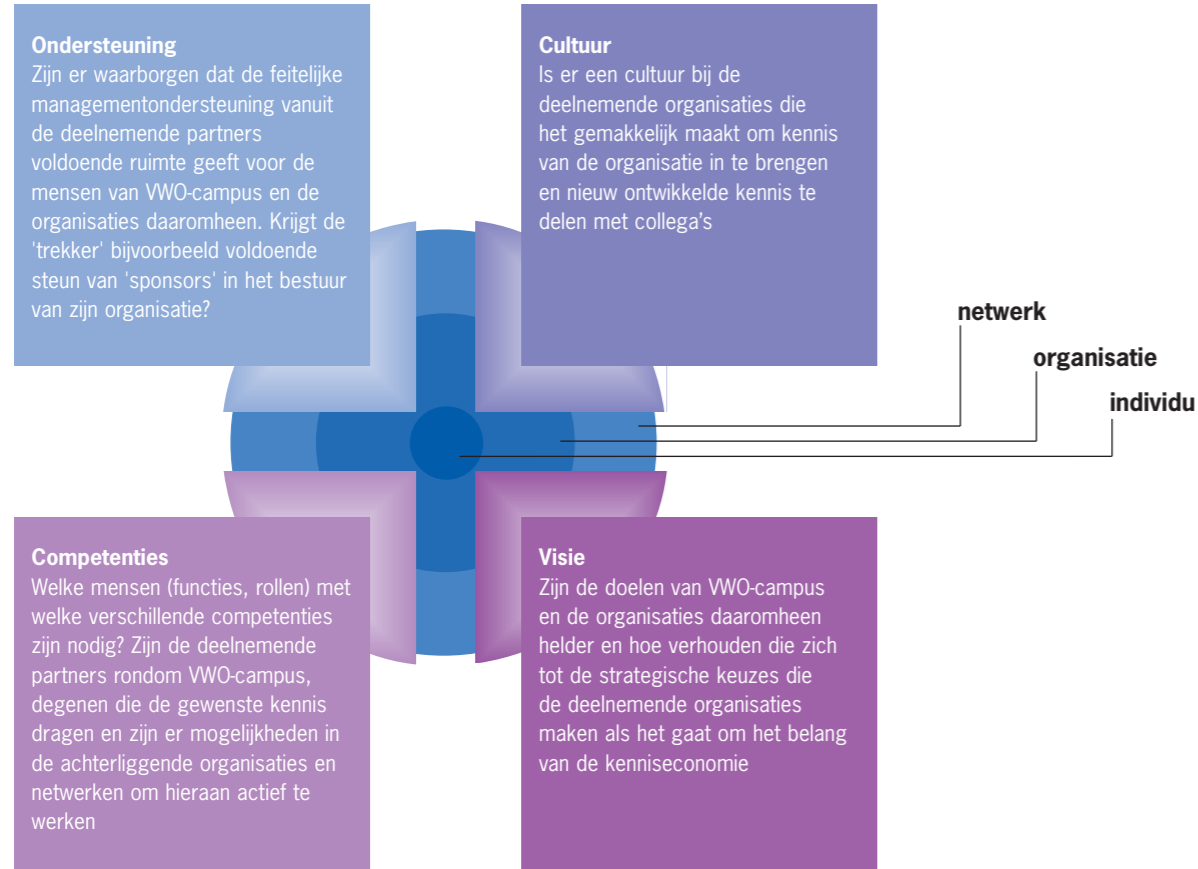 Ondersteuning
Zijn er waarborgen dat de feitelijke
managementondersteuning vanuit
de deelnemende partners
voldoende ruimte geeft voor de
mensen van VWO-campus en de
organisaties daaromheen. Krijgt de
'trekker' bijvoorbeeld voldoende
steun van 'sponsors' in het bestuur
van zijn organisatie?
Cultuur
Is er een cultuur bij de
deelnemende organisaties die
het gemakkelijk maakt om kennis
van de organisatie in te brengen
en nieuw ontwikkelde kennis te
delen met collega's
netwerk
organisatie
individu
Competenties
Welke mensen (functies, rollen) met
welke verschillende competenties
zijn nodig? Zijn de deelnemende
partners rondom VWO-campus,
degenen die de gewenste kennis
dragen en zijn er mogelijkheden in
de achterliggende organisaties en
netwerken om hieraan actief te
werken
Visie
Zijn de doelen van VWO-campus
en de organisaties daaromheen
helder en hoe verhouden die zich
tot de strategische keuzes die
de deelnemende organisaties
maken als het gaat om het belang
van de kenniseconomie